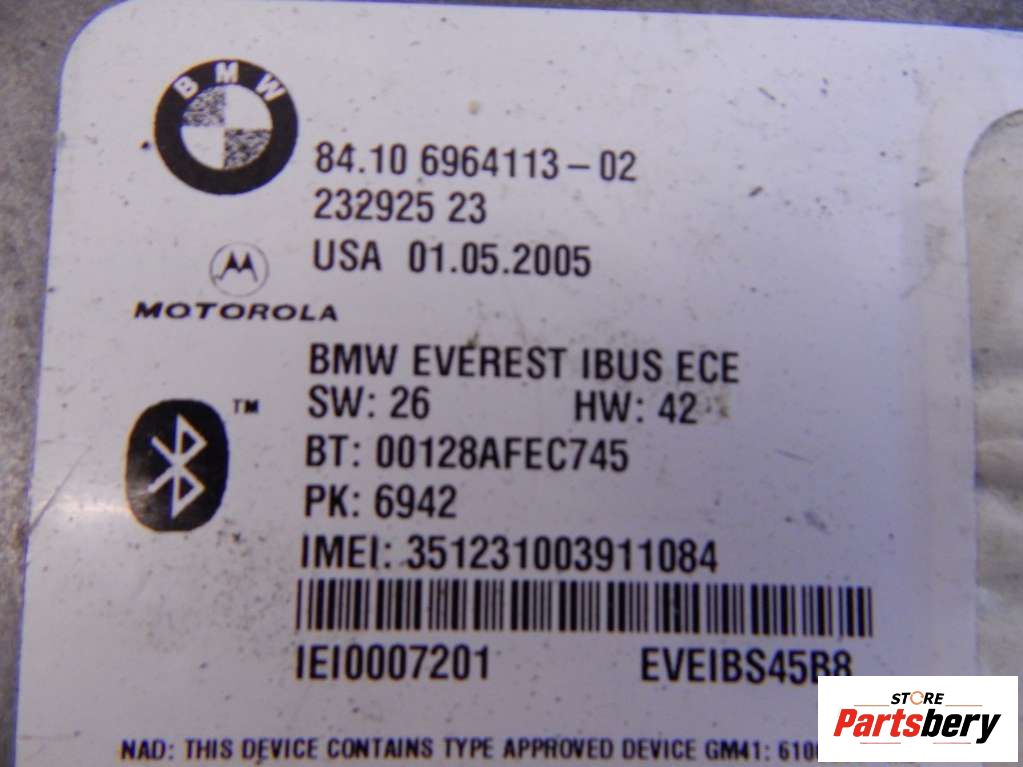 BMW
84.10 6964113-02
232925 23
USA 01.05.2005
MOTOROLA
BMW EVEREST IBUS ECE
TM
SW: 26 HW: 42
BT: 00128AFEC745
PK: 6942
IMEI: 351231003911084
IEI0007201 EVEIBS45B8
STORE
Partsbery
NAD: THIS DEVICE CONTAINS TYPE APPROVED DEVICE GM41: